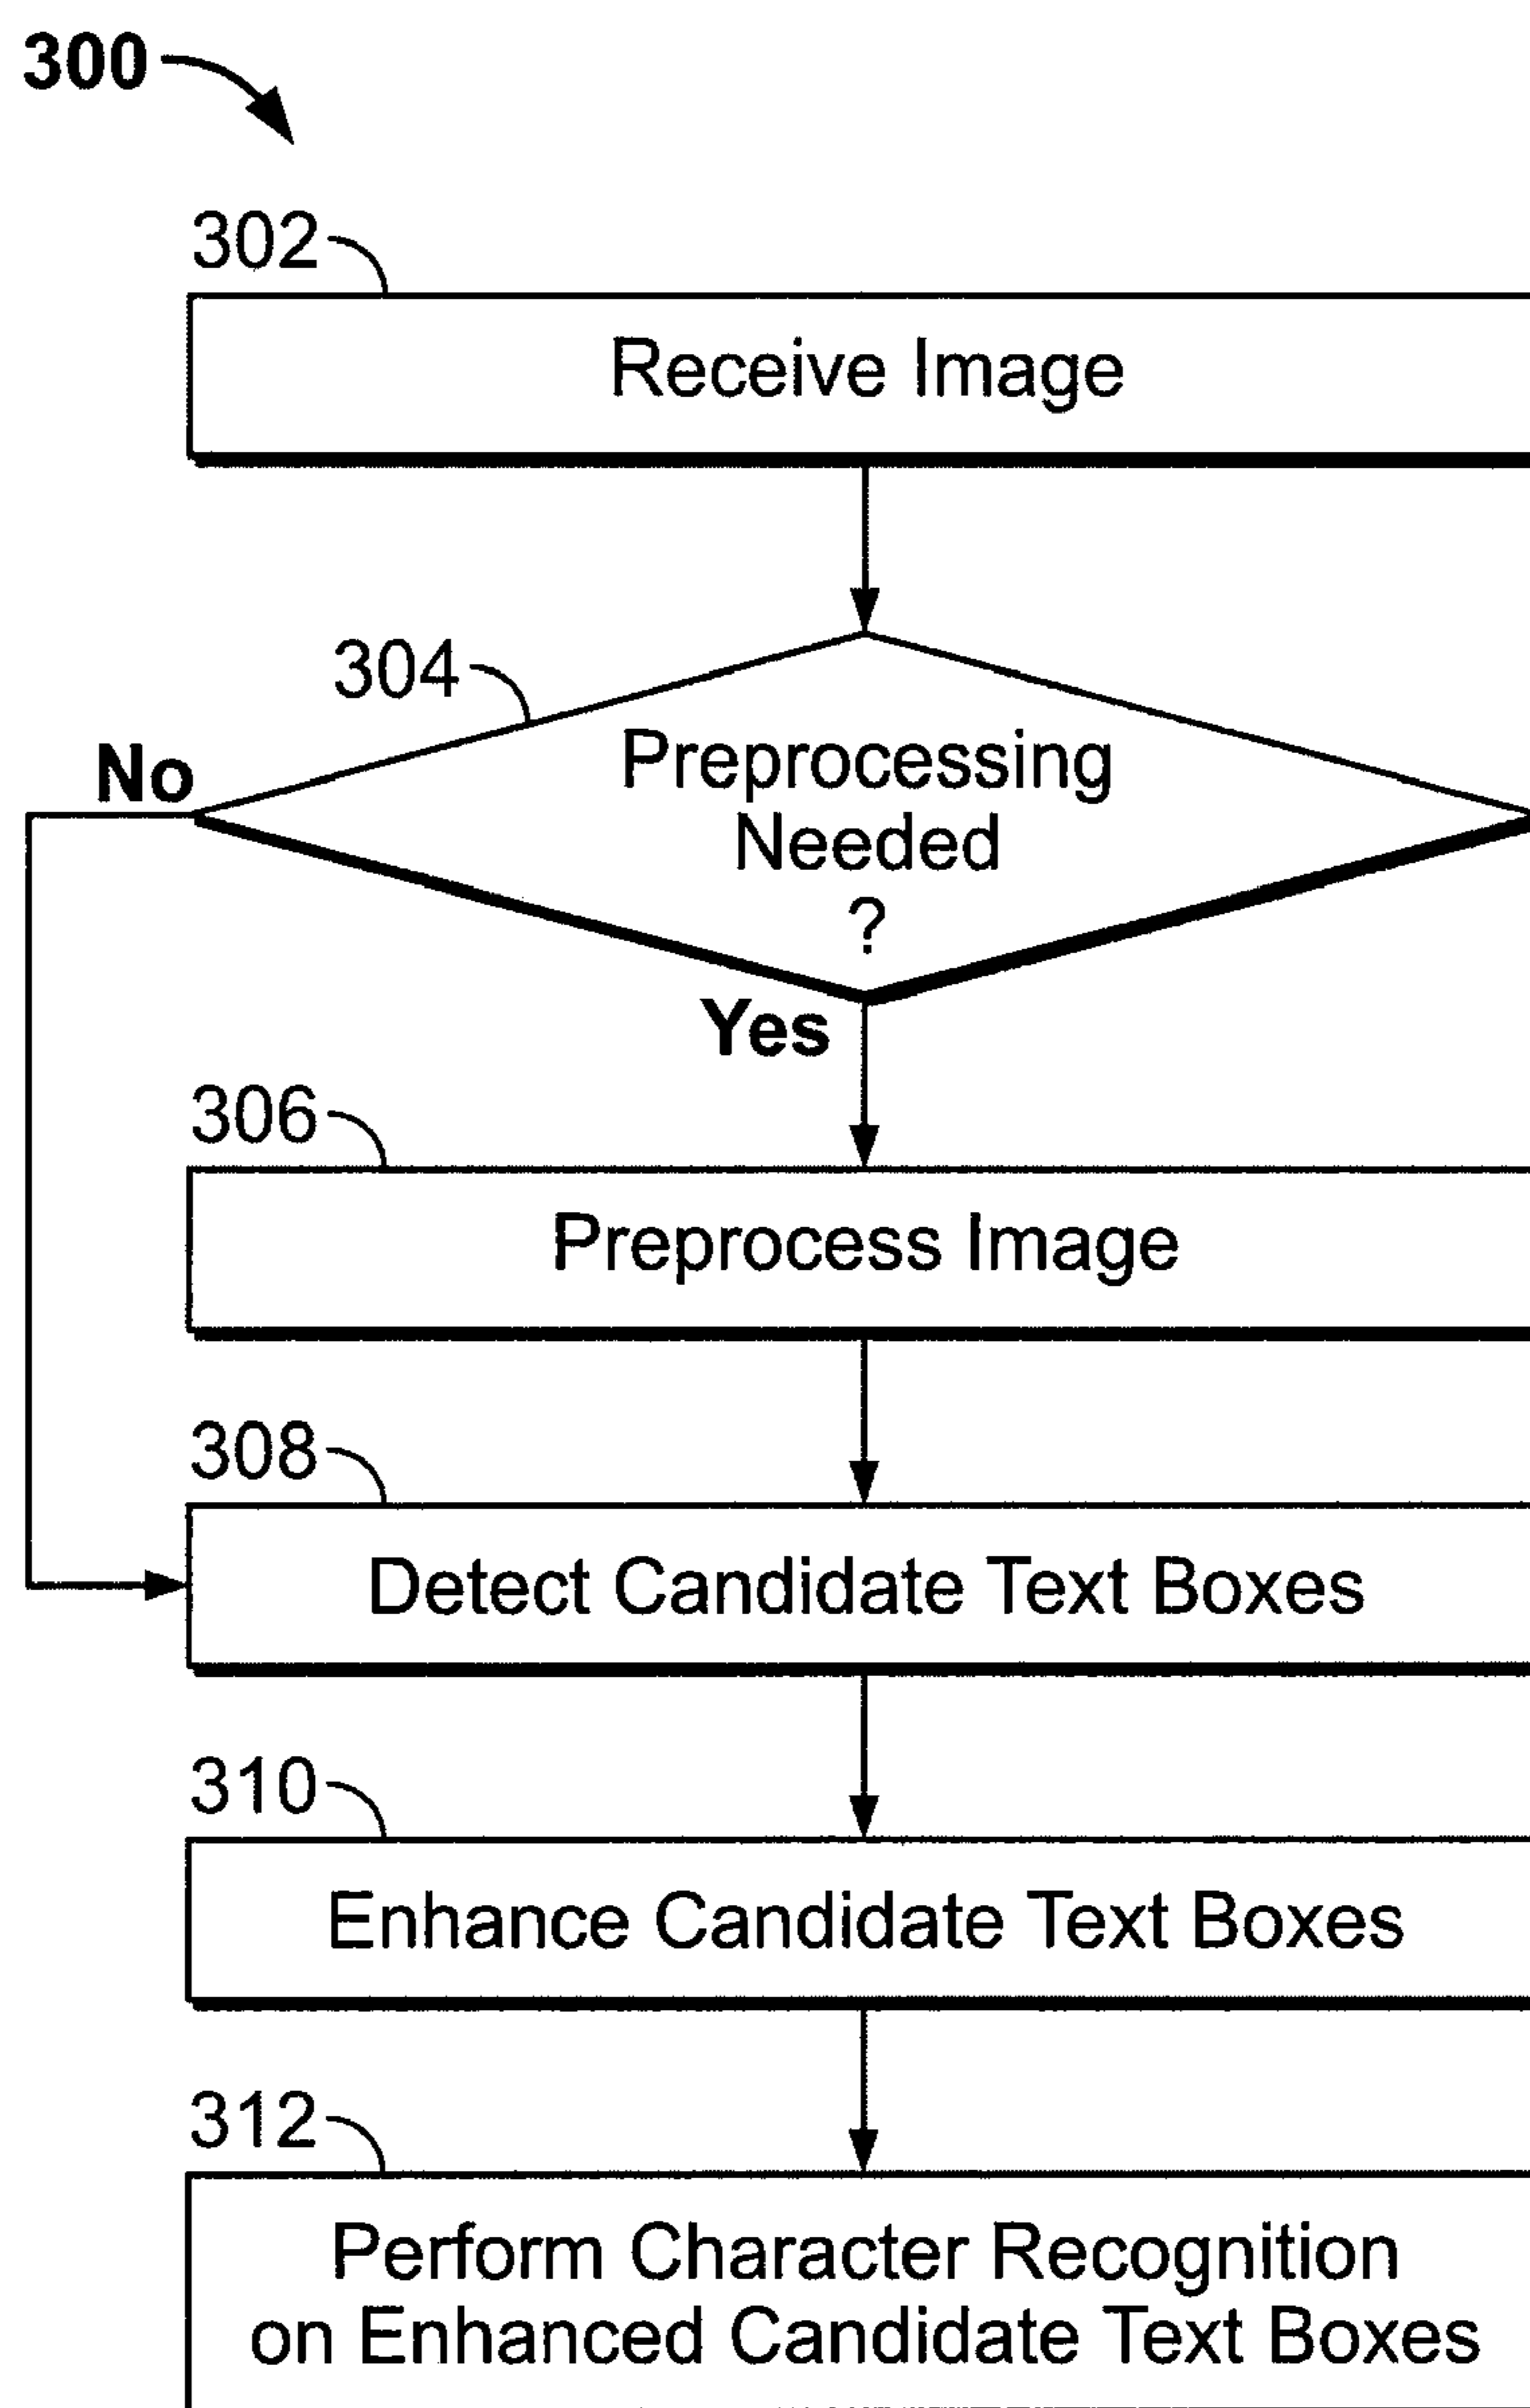 300
302
Receive Image
304
No
Preprocessing
Needed
?
Yes
306
Preprocess Image
308
Detect Candidate Text Boxes
310
Enhance Candidate Text Boxes
312
Perform Character Recognition
on Enhanced Candidate Text Boxes